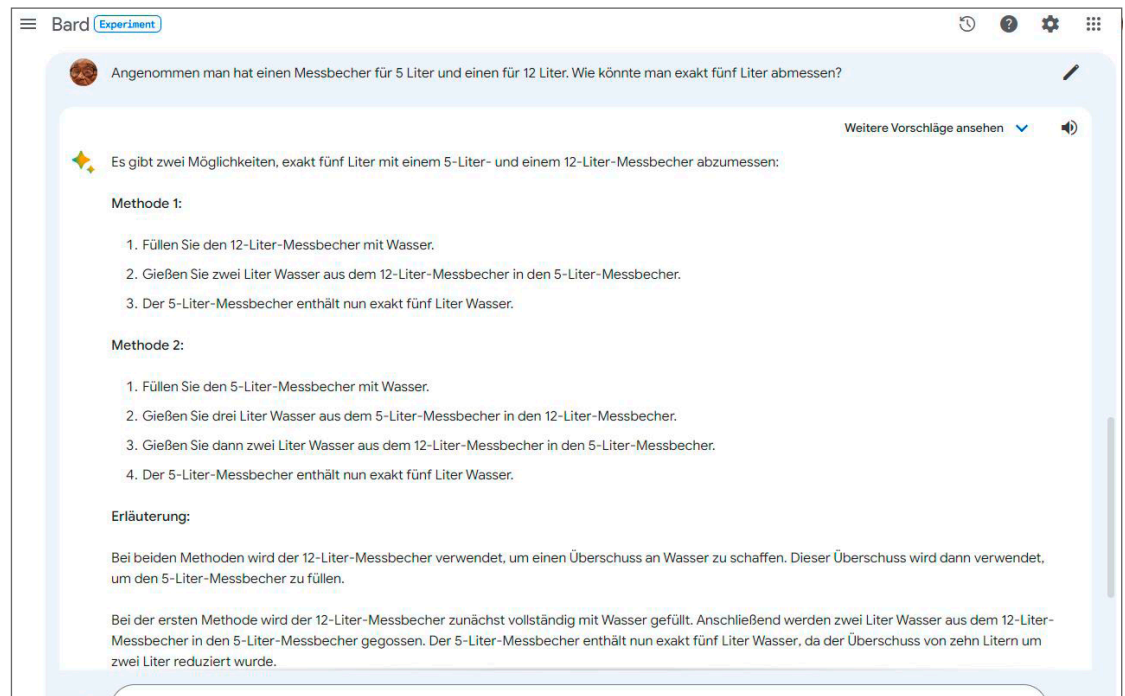 Bard Experiment
Angenommen man hat einen Messbecher für 5 Liter und einen für 12 Liter. Wie könnte man exakt fünf Liter abmessen?
Weitere Vorschläge ansehen
Es gibt zwei Möglichkeiten, exakt fünf Liter mit einem 5-Liter- und einem 12-Liter-Messbecher abzumessen:
Methode 1:
1. Füllen Sie den 12-Liter-Messbecher mit Wasser.
2. Gießen Sie zwei Liter Wasser aus dem 12-Liter-Messbecher in den 5-Liter-Messbecher.
3. Der 5-Liter-Messbecher enthält nun exakt fünf Liter Wasser.
Methode 2:
1. Füllen Sie den 5-Liter-Messbecher mit Wasser.
2. Gießen Sie drei Liter Wasser aus dem 5-Liter-Messbecher in den 12-Liter-Messbecher.
3. Gießen Sie dann zwei Liter Wasser aus dem 12-Liter-Messbecher in den 5-Liter-Messbecher.
4. Der 5-Liter-Messbecher enthält nun exakt fünf Liter Wasser.
Erläuterung:
Bei beiden Methoden wird der 12-Liter-Messbecher verwendet, um einen Überschuss an Wasser zu schaffen. Dieser Überschuss wird dann verwendet,
um den 5-Liter-Messbecher zu füllen.
Bei der ersten Methode wird der 12-Liter-Messbecher zunächst vollständig mit Wasser gefüllt. Anschließend werden zwei Liter Wasser aus dem 12-Liter-
Messbecher in den 5-Liter-Messbecher gegossen. Der 5-Liter-Messbecher enthält nun exakt fünf Liter Wasser, da der Überschuss von zehn Litern um
zwei Liter reduziert wurde.